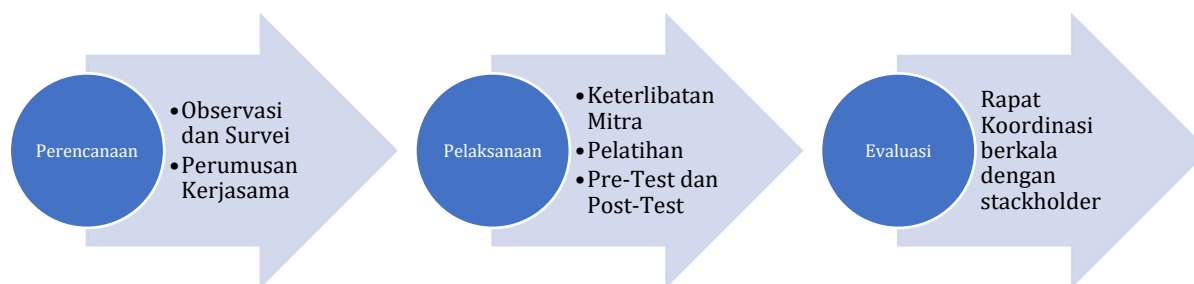 Perencanaan
•Observasi
dan Survei
•Perumusan
Kerjasama
Pelaksanaan
•Keterlibatan
Mitra
•Pelatihan
•Pre-Test dan
Post-Test
Evaluasi
Rapat
Koordinasi
berkala
dengan
stackholder